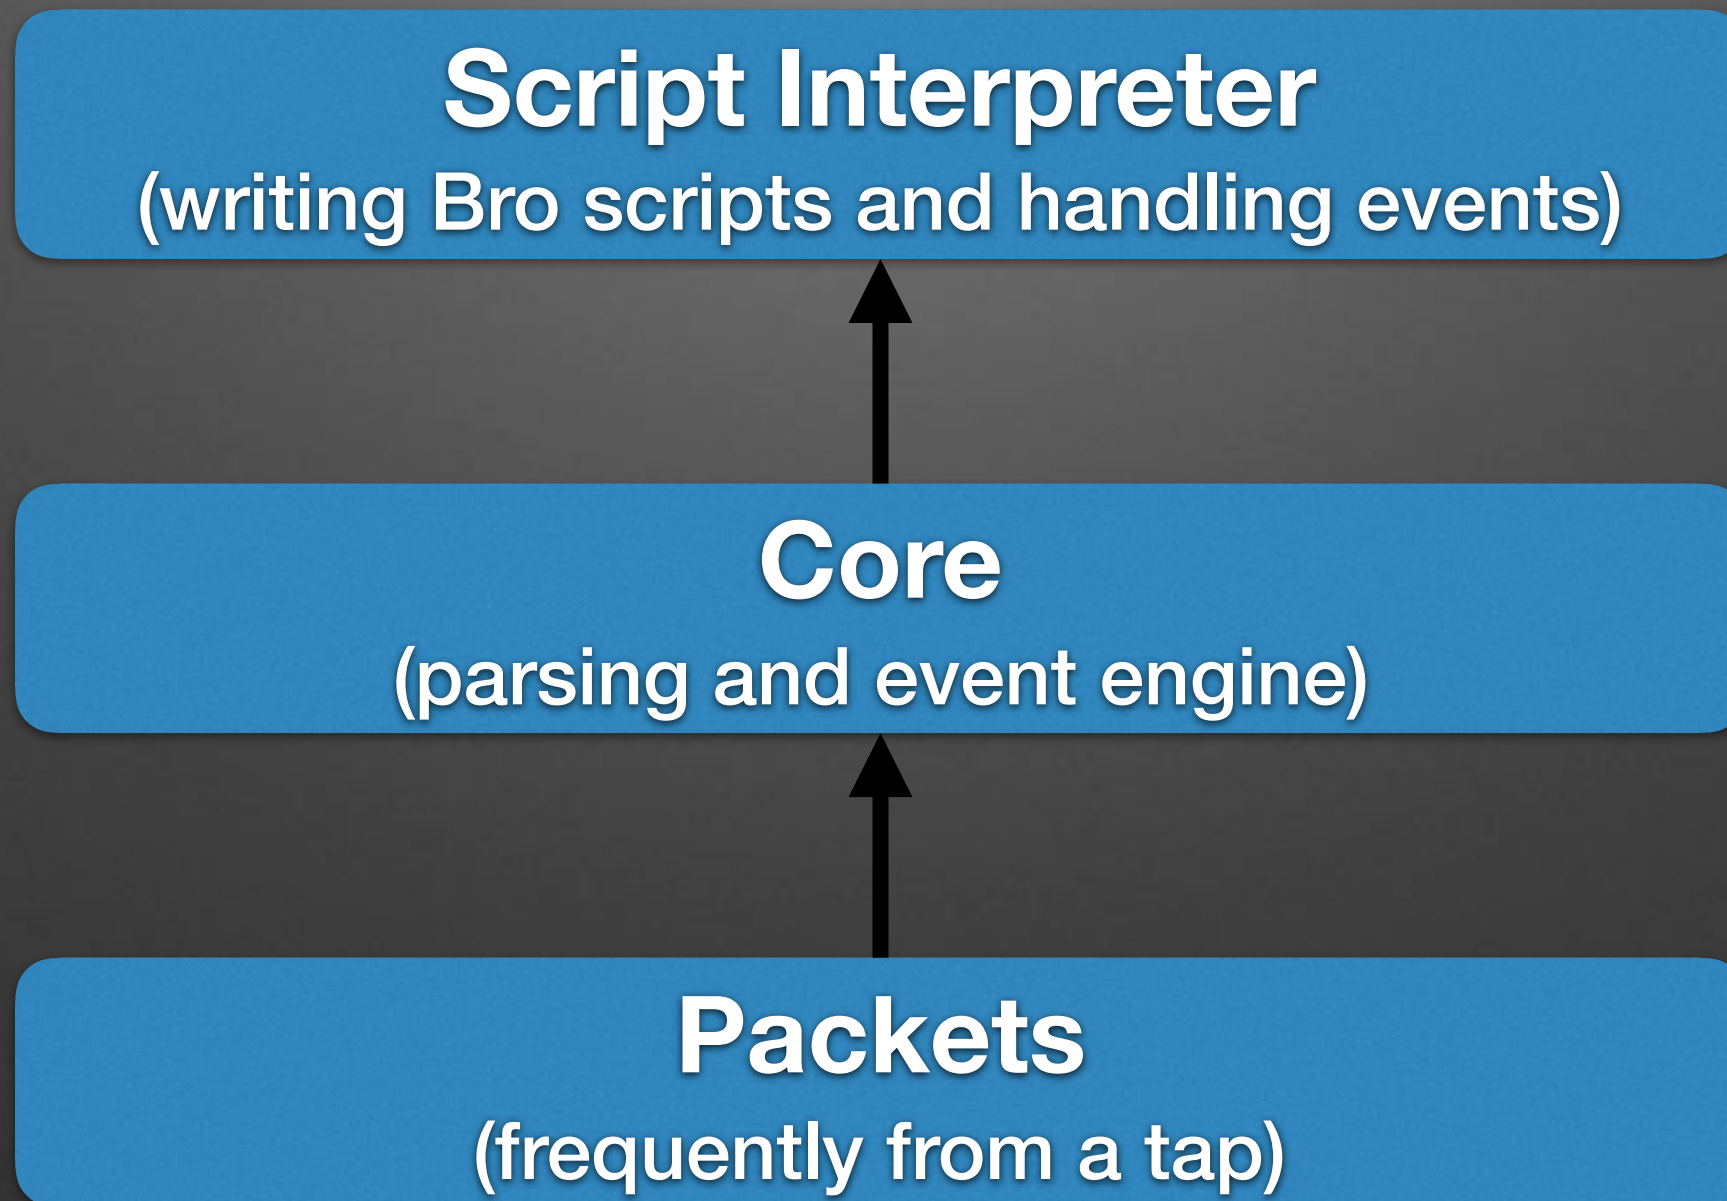 Script Interpreter
(writing Bro scripts and handling events)
Core
(parsing and event engine)
Packets
(frequently from a tap)